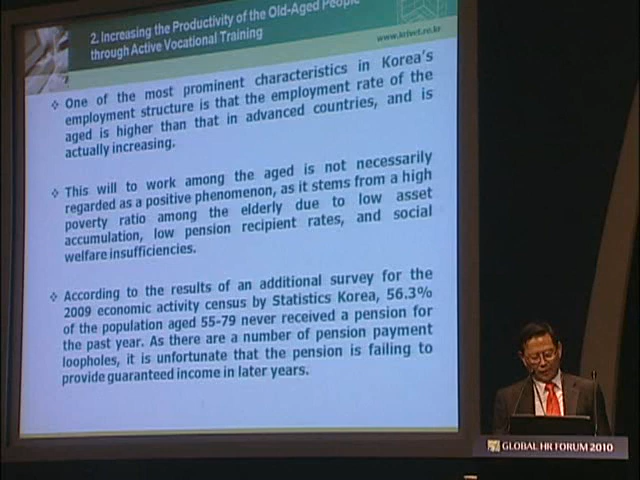 2. Increasing the Productivity of the Old-Aged People
through Active Vocational Training
www.krivet.re.kr
One of the most prominent characteristics in Korea's
employment structure is that the employment rate of the
aged is higher than that in advanced countries, and is
actually increasing.
This will to work among the aged is not necessarily
regarded as a positive phenomenon, as it stems from a high
poverty ratio among the elderly due to low asset
accumulation, low pension recipient rates, and social
welfare insufficiencies.
According to the results of an additional survey for the
2009 economic activity census by Statistics Korea, 56.3%
of the population aged 55-79 never received a pension for
the past year. As there are a number of pension payment
loopholes, it is unfortunate that the pension is failing to
provide guaranteed income in later years.
GLOBAL HR FORUM 2010